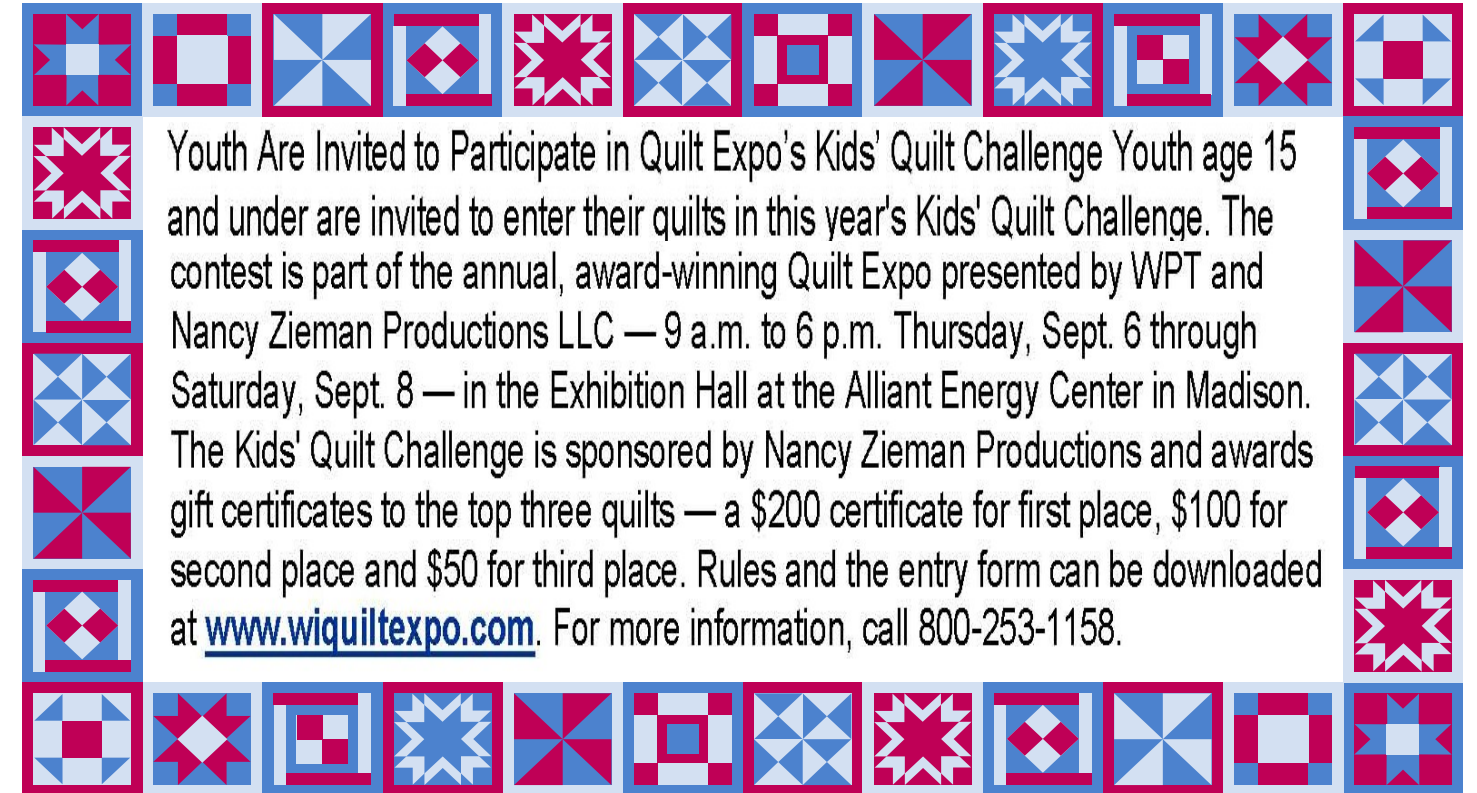 Youth Are Invited to Participate in Quilt Expo’s Kids’ Quilt Challenge Youth age 15
and under are invited to enter their quilts in this year's Kids' Quilt Challenge. The
contest is part of the annual, award-winning Quilt Expo presented by WPT and
Nancy Zieman Productions LLC — 9 a.m. to 6 p.m. Thursday, Sept. 6 through
Saturday, Sept. 8 — in the Exhibition Hall at the Alliant Energy Center in Madison.
The Kids' Quilt Challenge is sponsored by Nancy Zieman Productions and awards
gift certificates to the top three quilts — a $200 certificate for first place, $100 for
second place and $50 for third place. Rules and the entry form can be downloaded
at www.wiquiltexpo.com. For more information, call 800-253-1158.